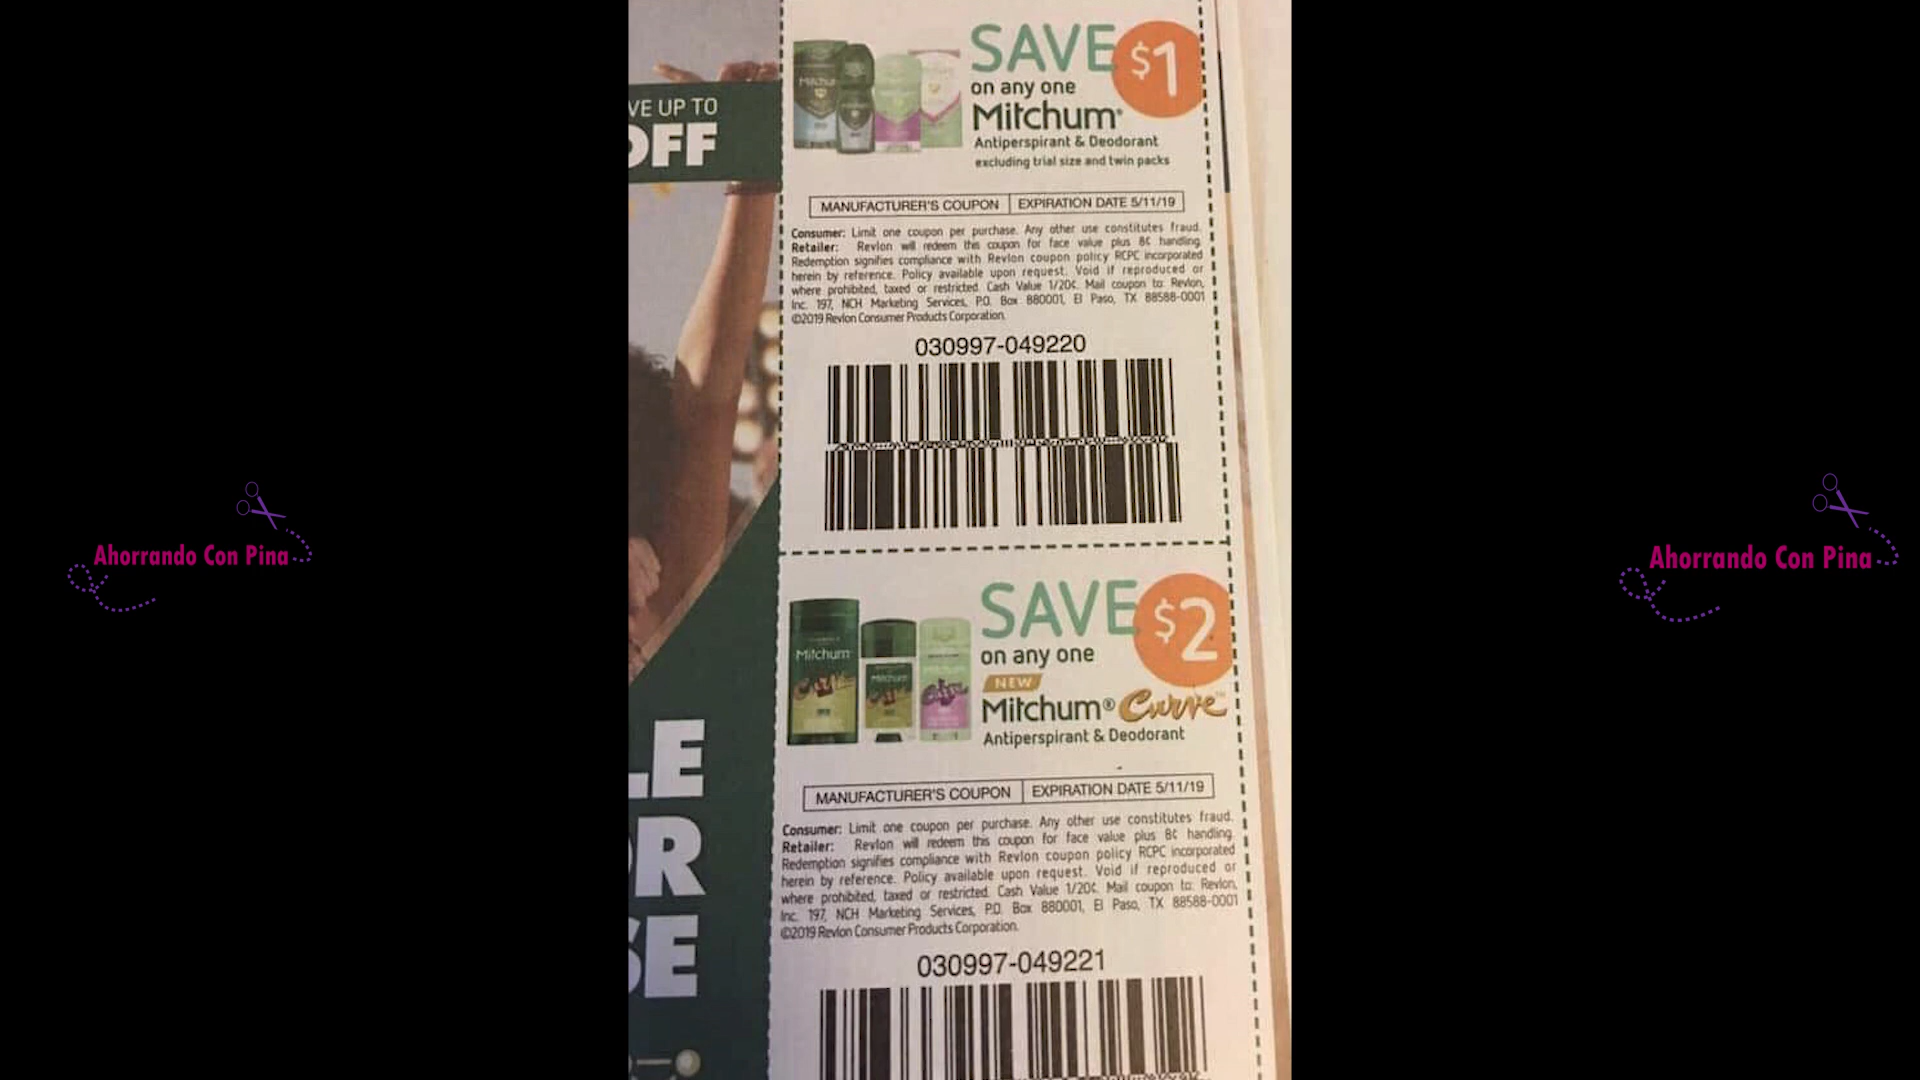 VE UP TO
OFF
SAVE $1
on any one
Mitchum®
Antiperspirant & Deodorant
excluding trial size and twin packs
MANUFACTURER'S COUPON EXPIRATION DATE 5/11/19
Consumer: Limit one coupon per purchase. Any other use constitutes fraud.
Retailer: Revlon will redeem this coupon for face value plus 8¢ handling.
Redemption signifies compliance with Revlon coupon policy RCPC incorporated
herein by reference. Policy available upon request. Void if reproduced or
where prohibited, taxed or restricted. Cash Value 1/20¢. Mail coupon to: Revlon,
Inc. 197, NCH Marketing Services, P.O. Box 880001, El Paso, TX 88588-0001
©2019 Revlon Consumer Products Corporation.
030997-049220
Ahorrando Con Pina
Ahorrando Con Pina
SAVE $2
on any one
NEW
Mitchum® Curve™
Antiperspirant & Deodorant
Mitchum
Curve
Mitchum
MANUFACTURER'S COUPON EXPIRATION DATE 5/11/19
Consumer: Limit one coupon per purchase. Any other use constitutes fraud.
Retailer: Revlon will redeem this coupon for face value plus 8¢ handling.
Redemption signifies compliance with Revlon coupon policy RCPC incorporated
herein by reference. Policy available upon request. Void if reproduced or
where prohibited, taxed or restricted. Cash Value 1/20¢. Mail coupon to: Revlon,
Inc. 197, NCH Marketing Services, P.O. Box 880001, El Paso, TX 88588-0001
©2019 Revlon Consumer Products Corporation.
030997-049221
LE
R
SE